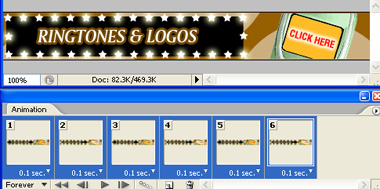 RINGTONES & LOGOS
CLICK HERE
100%
Doc: 82.3K/469.3K
Animation
1 2 3 4 5 6
0.1 sec. 0.1 sec. 0.1 sec. 0.1 sec. 0.1 sec. 0.1 sec.
Forever